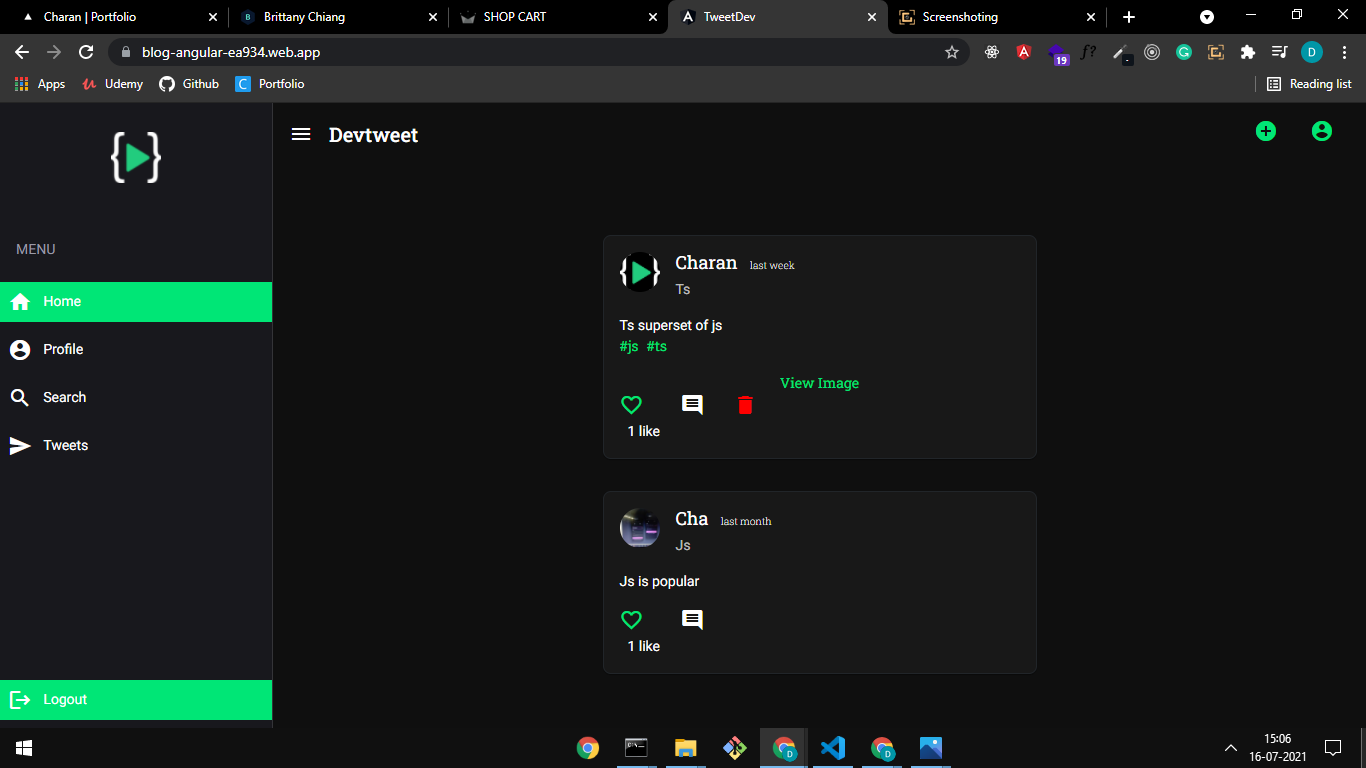 Charan | Portfolio
Brittany Chiang
SHOP CART
TweetDev
Screenshoting
blog-angular-ea934.web.app
19
f?
D
Apps
Udemy
Github
Portfolio
Reading list
Devtweet
MENU
Home
Profile
Search
Tweets
Logout
Charan last week
Ts
Ts superset of js
#js #ts
View Image
1 like
Cha last month
Js
Js is popular
1 like
15:06
16-07-2021